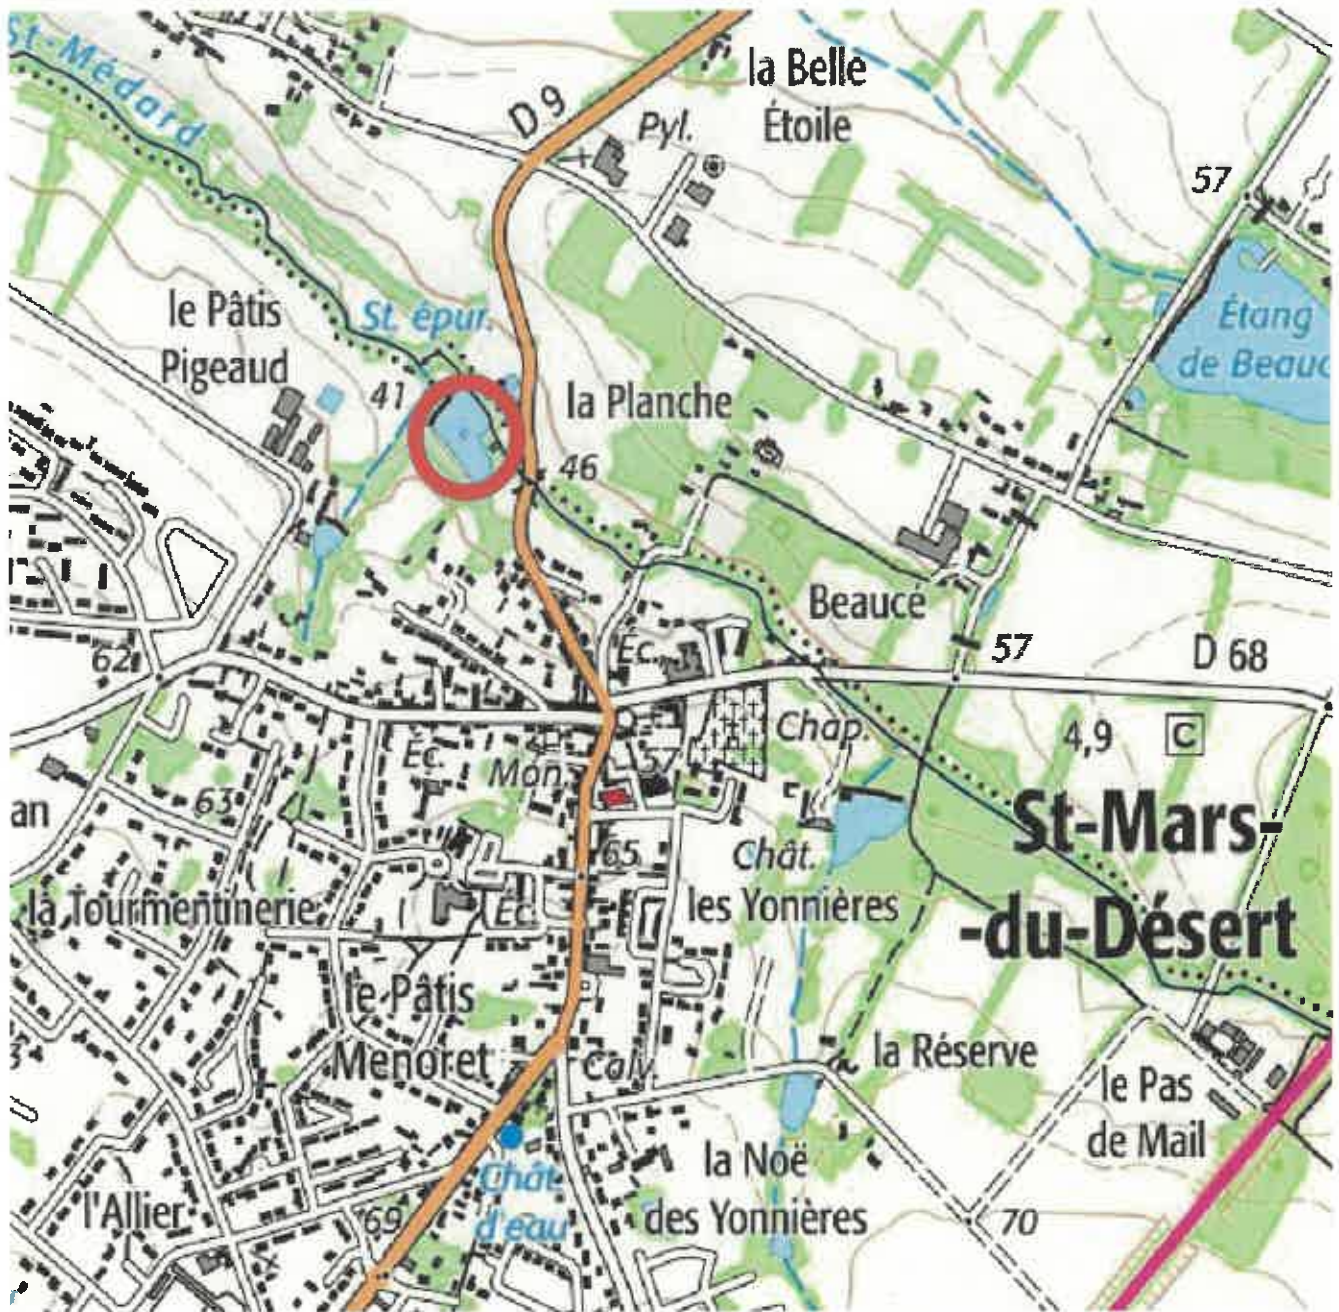 St-Médard
D 9
la Belle
Étoile
Pyl.
57
Étang
de Beauc
le Pâtis
Pigeaud
St. épur.
41
la Planche
46
Beaucé
57
D 68
62
Éc.
Chap.
4,9
C
Éc.
Mon.
57
63
an
St-Mars-
-du-Désert
65
Chât.
les Yonnières
la Tourmentinerie
Éc.
le Pâtis
Menoret
Calv.
la Réserve
le Pas
de Mail
Chât
d'eau
la Noë
des Yonnières
l'Allier
69
70